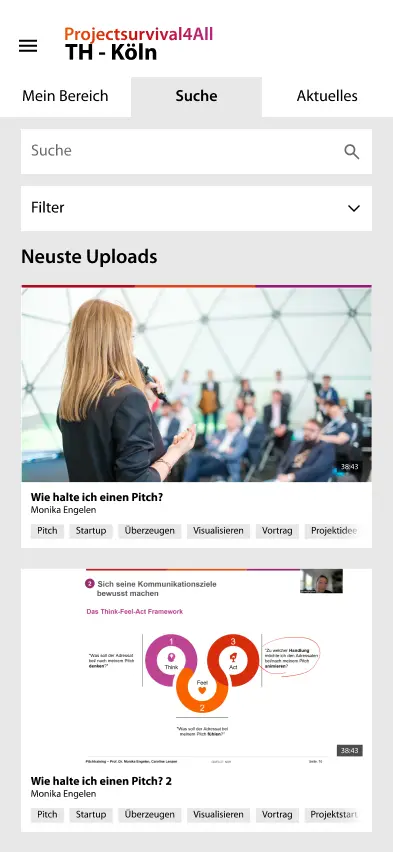 Projectsurvival4All
TH - Köln
Mein Bereich
Suche
Aktuelles
Suche
Filter
Neuste Uploads
38:43
Wie halte ich einen Pitch?
Monika Engelen
Pitch Startup Überzeugen Visualisieren Vortrag Projektidee
2 Sich seine Kommunikationsziele
bewusst machen
Das Think-Feel-Act Framework
1
Think
"Was soll der Adressat
bei/ nach meinem Pitch
denken?"
3
Act
"Zu welcher Handlung
möchte ich den Adressaten
bei/nach meinem Pitch
animieren?
Feel
2
"Was soll der Adressat bei/
meinem Pitch fühlen?"
Pitchtraining – Prof. Dr. Monika Engelen, Caroline
Seite
38:43
Wie halte ich einen Pitch? 2
Monika Engelen
Pitch Startup Überzeugen Visualisieren Vortrag Projektstart